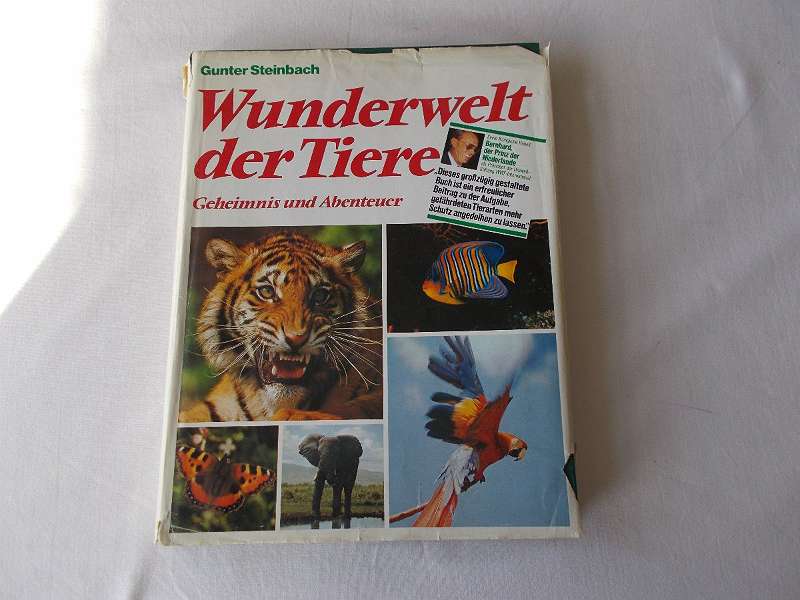 Gunter Steinbach
Wunderwelt
der Tiere
Geheimnis und Abenteuer
Bernhard,
der Prinz der
Niederlande
„Dieses großzügig gestaltete
Buch ist ein erfreulicher
Beitrag zu der Aufgabe,
gefährdeten Tierarten mehr
Schutz angedeihen zu lassen.“